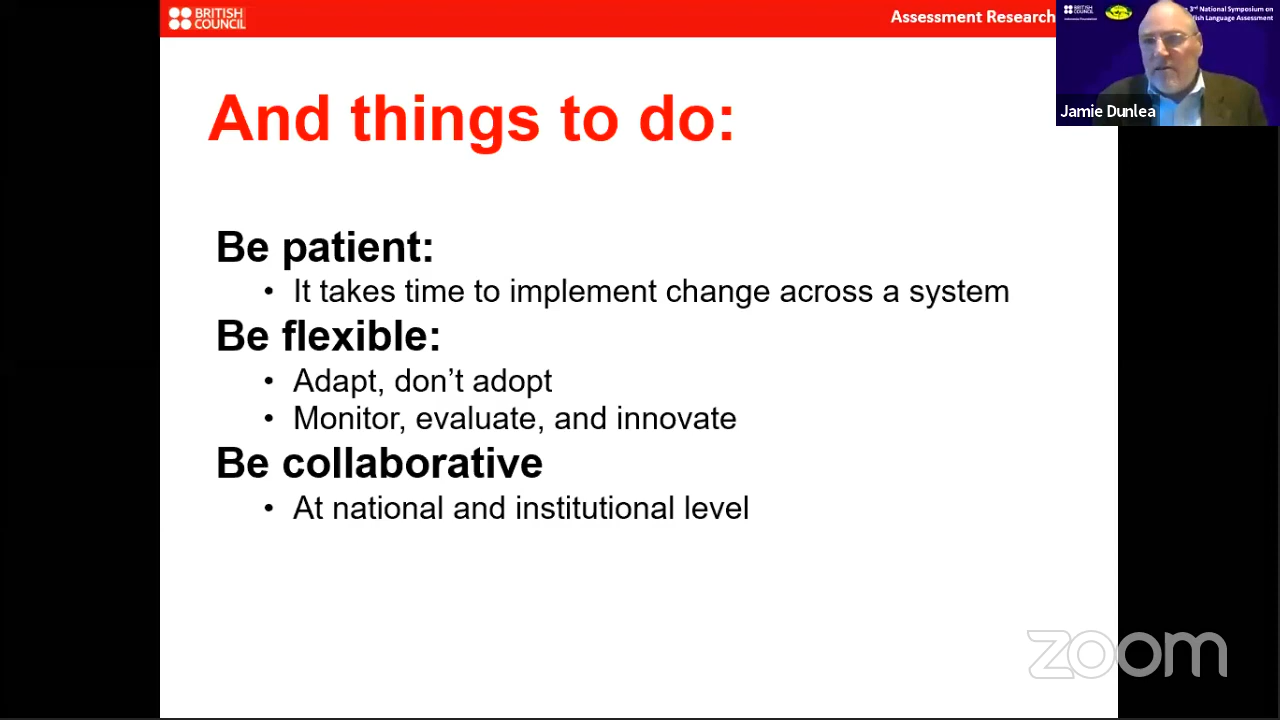 BRITISH
COUNCIL
Assessment Research
BRITISH
COUNCIL
3rd National Symposium on
lish Language Assessment
Jamie Dunlea
And things to do:
Be patient:
• It takes time to implement change across a system
Be flexible:
• Adapt, don’t adopt
• Monitor, evaluate, and innovate
Be collaborative
• At national and institutional level
zoom